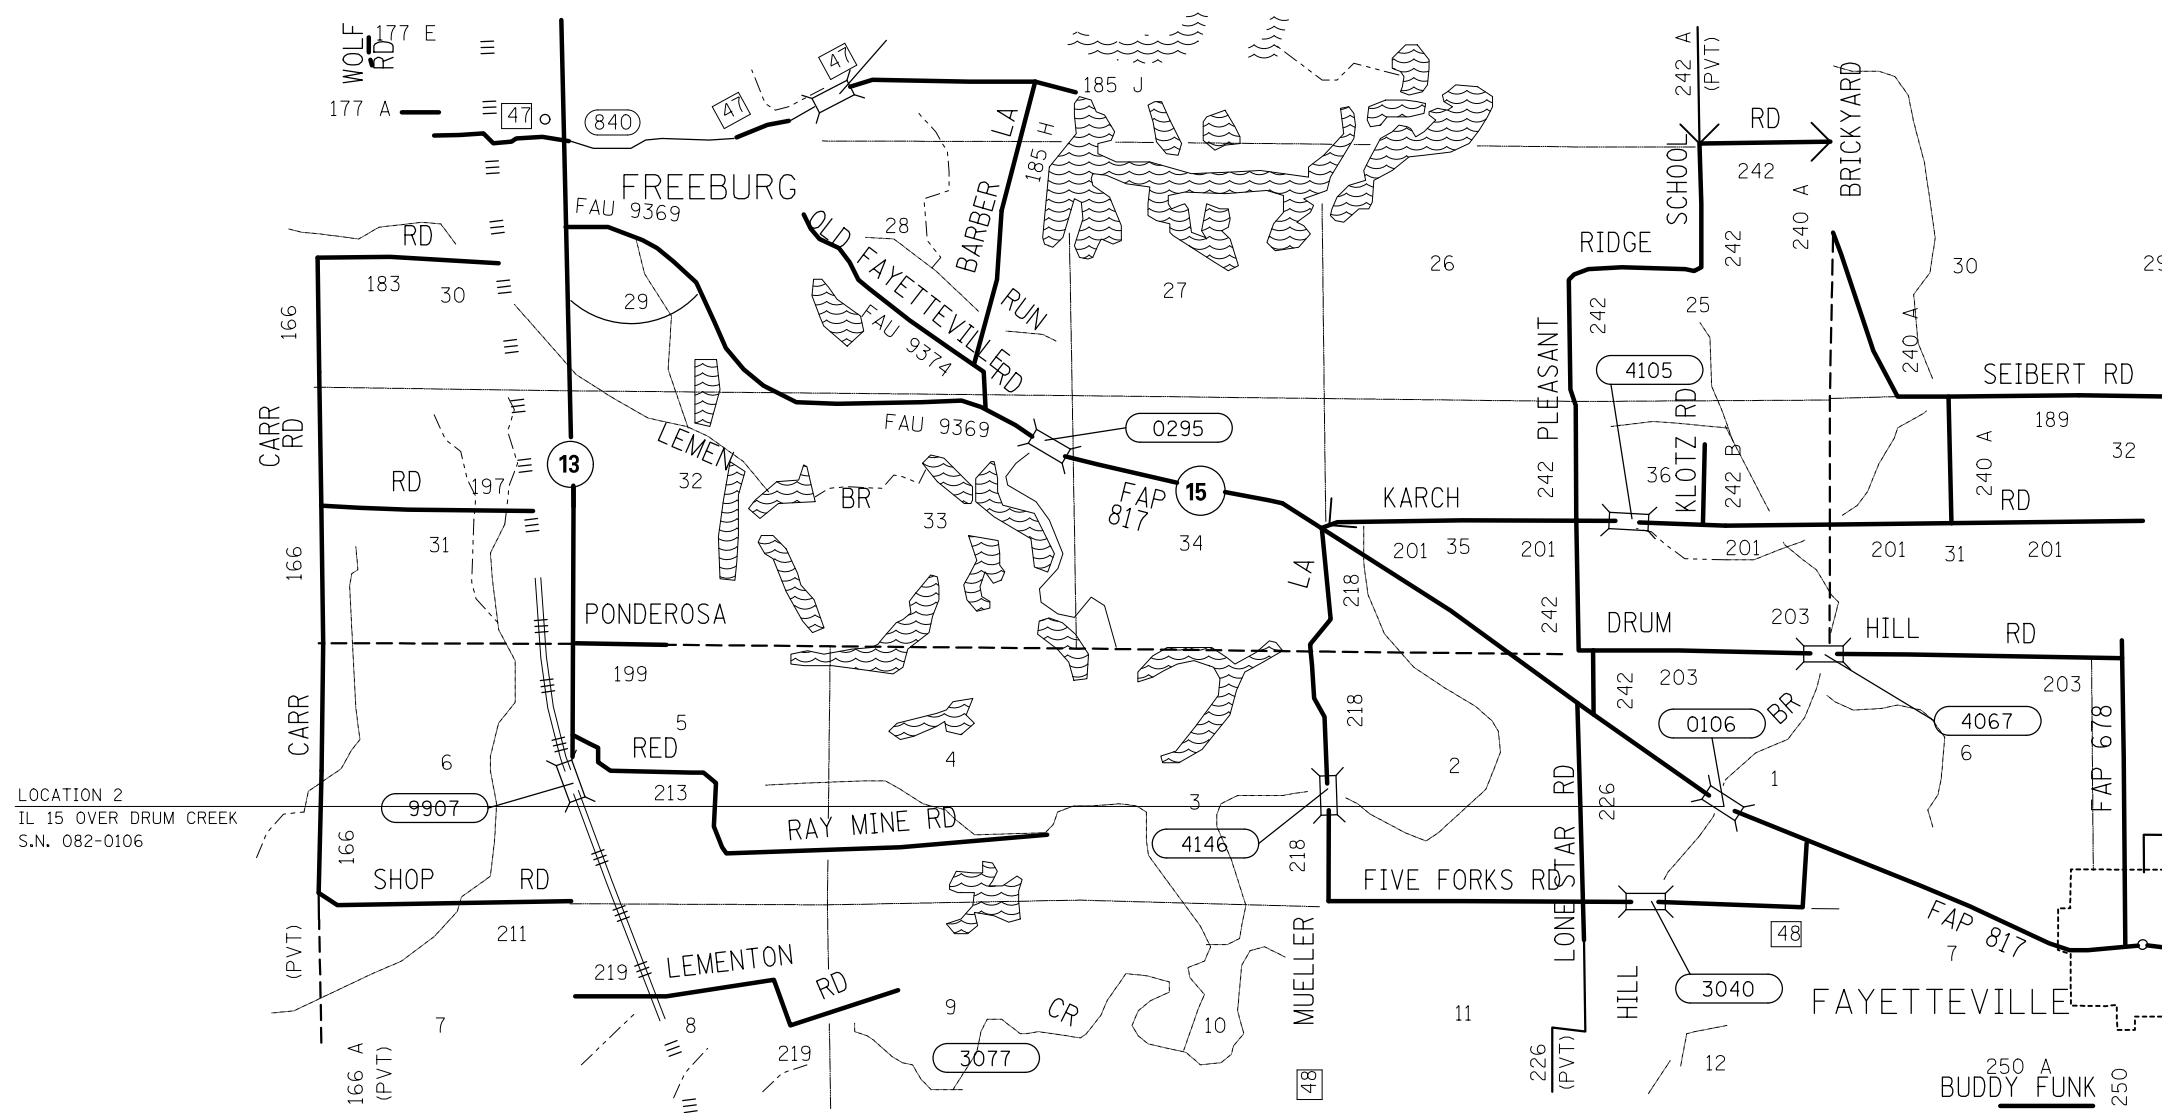 WOLF RD
177 E
177 A
47
840
47
47
185 J
LA
185 H
BARBER
242 A
(PVT)
SCHOOL
RD
242
BRICKYARD
240 A
FREEBURG
FAU 9369
OLD FAYETTEVILLE RD
28
FAU 9374
RUN
27
26
RIDGE
242
30
29
25
RD
183
30
166
29
242
PLEASANT
240 A
4105
SEIBERT RD
189
CARR RD
FAU 9369
0295
LEMEN
13
32
BR
33
RD
197
FAP 817
15
KARCH
242
36
KLOTZ RD
242 B
240 A
32
RD
31
34
201
35
201
201
201
31
201
166
LA
218
242
PONDEROSA
199
DRUM
203
HILL
RD
203
242
203
CARR
5
RED
218
BR
0106
4067
FAP 678
6
6
4
2
1
LOCATION 2
IL 15 OVER DRUM CREEK
S.N. 082-0106
9907
213
3
RAY MINE RD
4146
218
RD
226
166
SHOP
RD
FIVE FORKS RD
LONE STAR
211
(PVT)
219
LEMENTON
RD
MUELLER
48
FAP 817
7
HILL
3040
FAYETTEVILLE
7
8
9
CR
10
11
219
3077
166 A
(PVT)
48
226
(PVT)
12
250 A
BUDDY FUNK
250